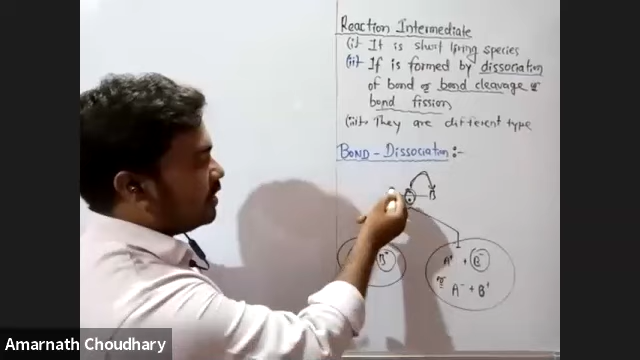 Reaction Intermediate
(i) It is short living species
(ii) If is formed by dissociation
of bond or bond cleavage or
bond fission
(iii) They are different type
BOND - Dissociation :-
B
B•
A⁺ + B⁻
or A⁻ + B⁺
Amarnath Choudhary